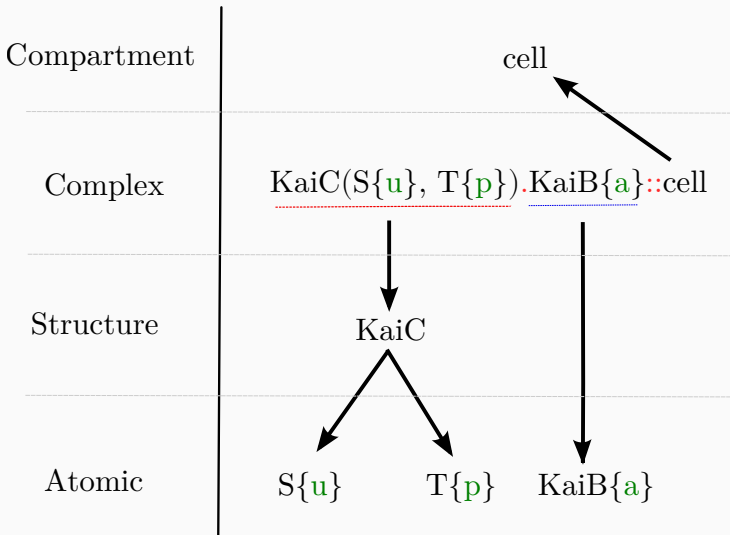 Compartment cell
Complex KaiC(S{u}, T{p}).KaiB{a}::cell
Structure KaiC
Atomic S{u} T{p} KaiB{a}